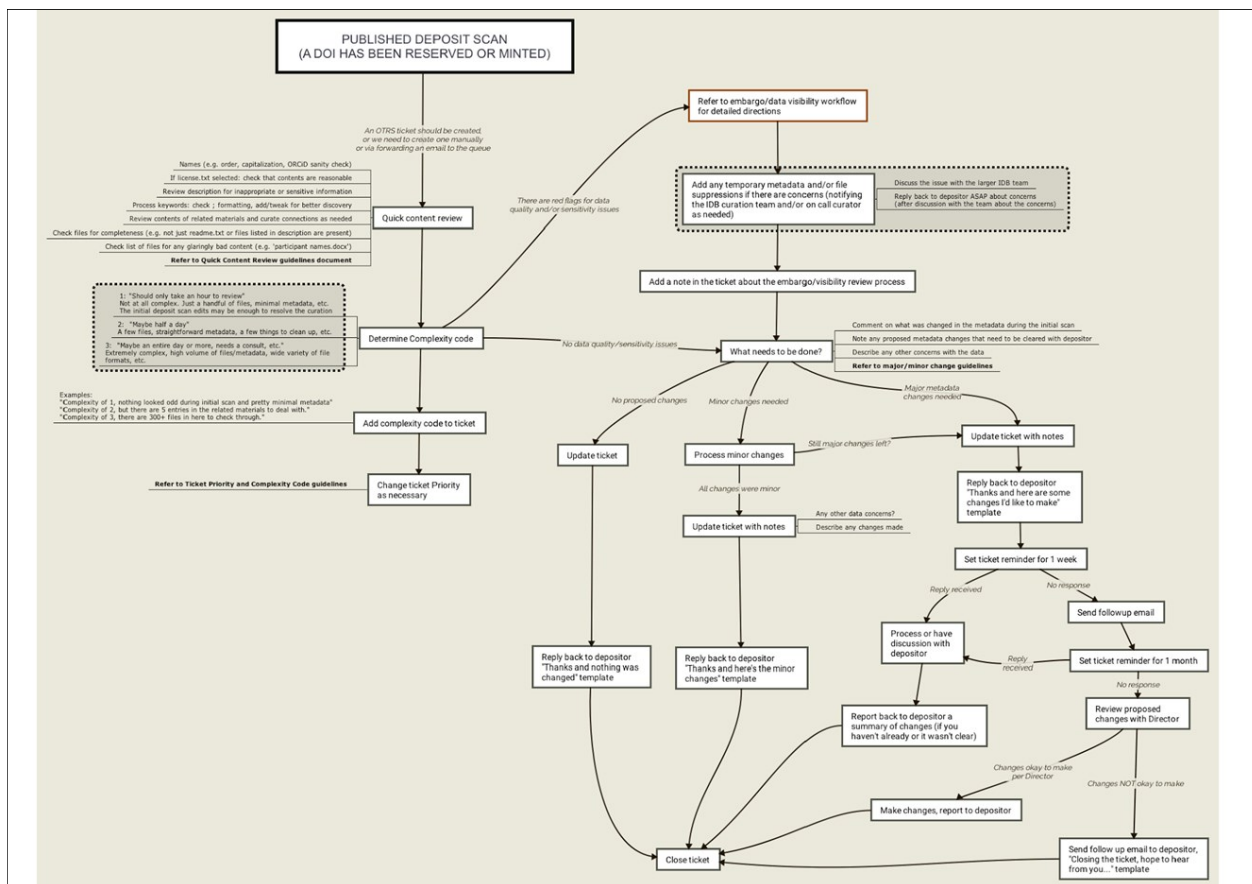 PUBLISHED DEPOSIT SCAN
(A DOI HAS BEEN RESERVED OR MINTED)
An OTRS ticket should be created,
or we need to create one manually
or via forwarding an email to the queue
Names (e.g. order, capitalization, ORCiD sanity check)
If license.txt selected: check that contents are reasonable
Review description for inappropriate or sensitive information
Process keywords: check ; formatting, add/tweak for better discovery
Review contents of related materials and curate connections as needed
Check files for completeness (e.g. not just readme.txt or files listed in description are present)
Check list of files for any glaringly bad content (e.g. 'participant names.docx')
Refer to Quick Content Review guidelines document
Quick content review
1: "Should only take an hour to review"
Not at all complex. Just a handful of files, minimal metadata, etc.
The initial deposit scan edits may be enough to resolve the curation
2: "Maybe half a day"
A few files, straightforward metadata, a few things to clean up, etc.
3: "Maybe an entire day or more, needs a consult, etc."
Extremely complex, high volume of files/metadata, wide variety of file
formats, etc.
Determine Complexity code
Examples:
"Complexity of 1, nothing looked odd during initial scan and pretty minimal metadata"
"Complexity of 2, but there are 5 entries in the related materials to deal with."
"Complexity of 3, there are 300+ files in here to check through."
Add complexity code to ticket
Refer to Ticket Priority and Complexity Code guidelines
Change ticket Priority
as necessary
There are red flags for data
quality and/or sensitivity issues
No data quality/sensitivity issues
Refer to embargo/data visibility workflow
for detailed directions
Add any temporary metadata and/or file
suppressions if there are concerns (notifying
the IDB curation team and/or on call curator
as needed)
Discuss the issue with the larger IDB team
Reply back to depositor ASAP about concerns
(after discussion with the team about the concerns)
Add a note in the ticket about the embargo/visibility review process
What needs to be done?
Comment on what was changed in the metadata during the initial scan
Note any proposed metadata changes that need to be cleared with depositor
Describe any other concerns with the data
Refer to major/minor change guidelines
No proposed changes
Minor changes needed
Major metadata
changes needed
Update ticket
Process minor changes
Still major changes left?
Update ticket with notes
All changes were minor
Update ticket with notes
Any other data concerns?
Describe any changes made
Reply back to depositor
"Thanks and here are some
changes I'd like to make"
template
Set ticket reminder for 1 week
Reply received
No response
Send followup email
Process or have
discussion with
depositor
Reply
received
Set ticket reminder for 1 month
No response
Reply back to depositor
"Thanks and nothing was
changed" template
Reply back to depositor
"Thanks and here's the minor
changes" template
Report back to depositor a
summary of changes (if you
haven't already or it wasn't clear)
Review proposed
changes with Director
Changes okay to make
per Director
Changes NOT okay to make
Make changes, report to depositor
Close ticket
Send follow up email to depositor,
"Closing the ticket, hope to hear
from you..." template